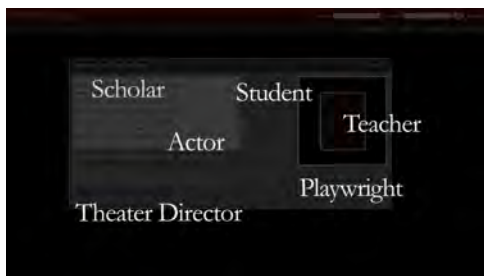 Scholar
Student
Teacher
Actor
Playwright
Theater Director